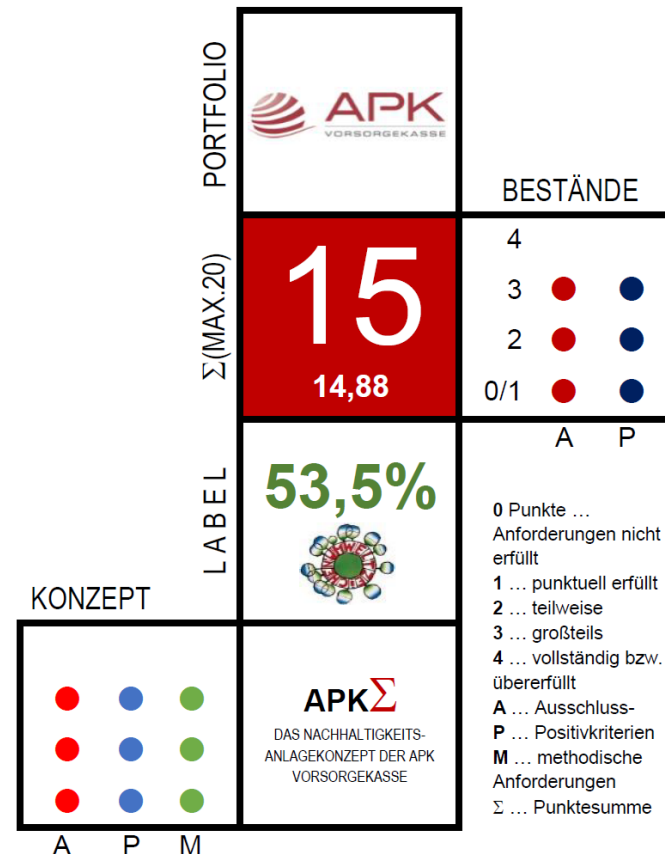 PORTFOLIO
APK
VORSORGEKASSE
BESTÄNDE
Σ(MAX.20)
15
14,88
4
3
2
0/1
A P
LABEL
53,5%
0 Punkte …
Anforderungen nicht
erfüllt
1 … punktuell erfüllt
2 … teilweise
3 … großteils
4 … vollständig bzw.
übererfüllt
A … Ausschluss-
P … Positivkriterien
M … methodische
Anforderungen
Σ … Punktesumme
KONZEPT
APKΣ
DAS NACHHALTIGKEITS-
ANLAGEKONZEPT DER APK
VORSORGEKASSE
A P M